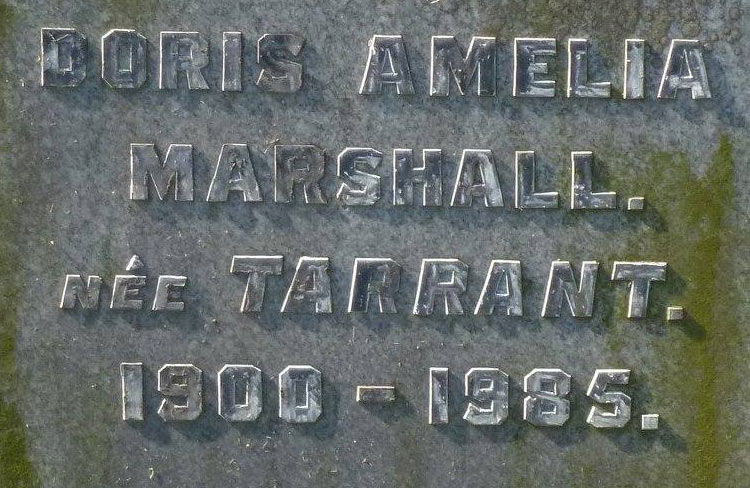 DORIS AMELIA
MARSHALL.
NÉE TARRANT.
1900 - 1985.